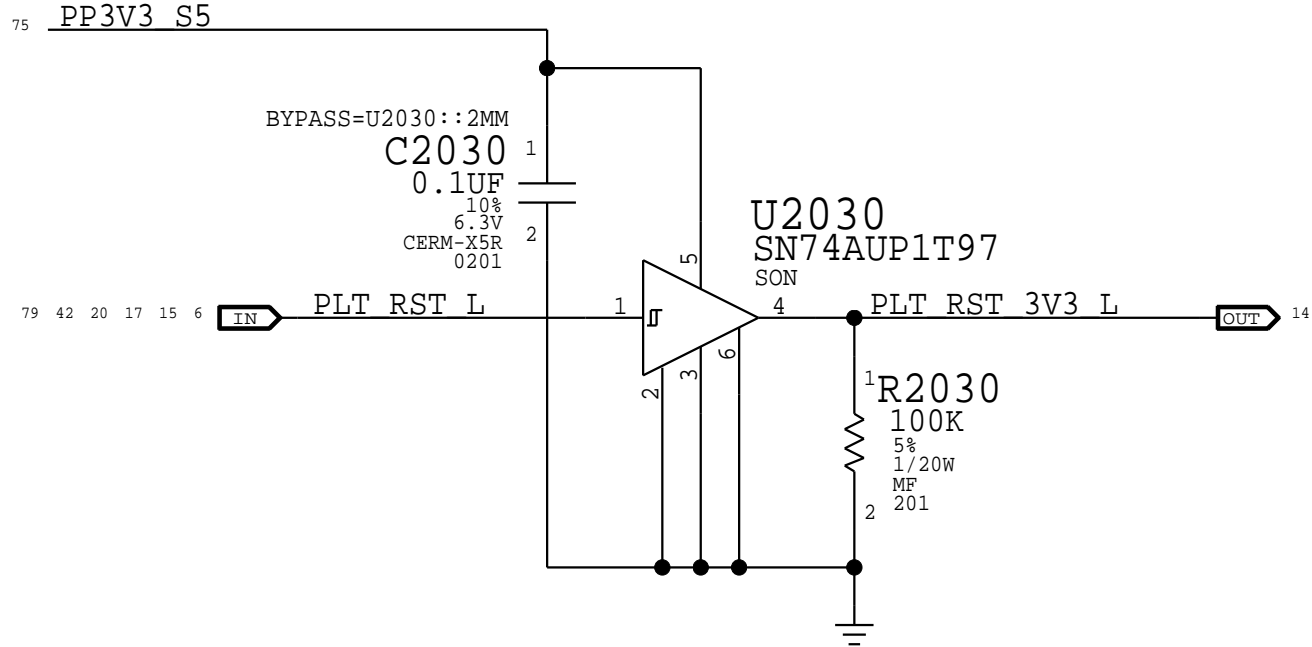 75 PP3V3_S5
BYPASS=U2030::2MM
C2030 1
0.1UF
10%
6.3V
CERM-X5R 2
0201
U2030
SN74AUP1T97
SON
5
79 42 20 17 15 6 IN PLT_RST_L 1 4 PLT_RST_3V3_L OUT 14
2 3 6
1 R2030
100K
5%
1/20W
MF
201
2